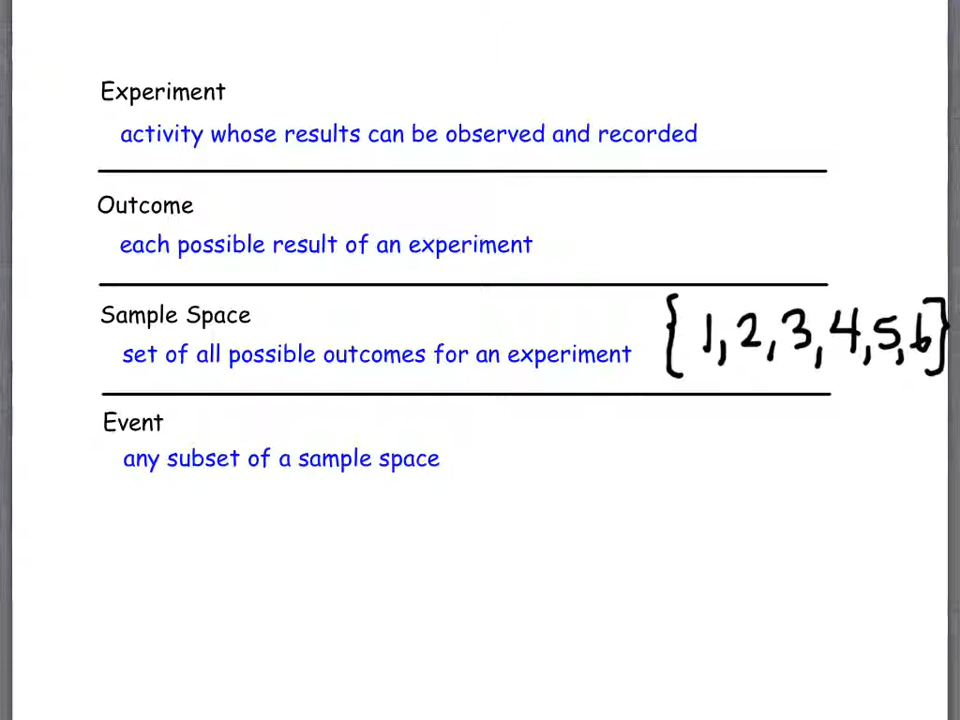 Experiment
activity whose results can be observed and recorded
Outcome
each possible result of an experiment
Sample Space
set of all possible outcomes for an experiment
{1,2,3,4,5,6}
Event
any subset of a sample space